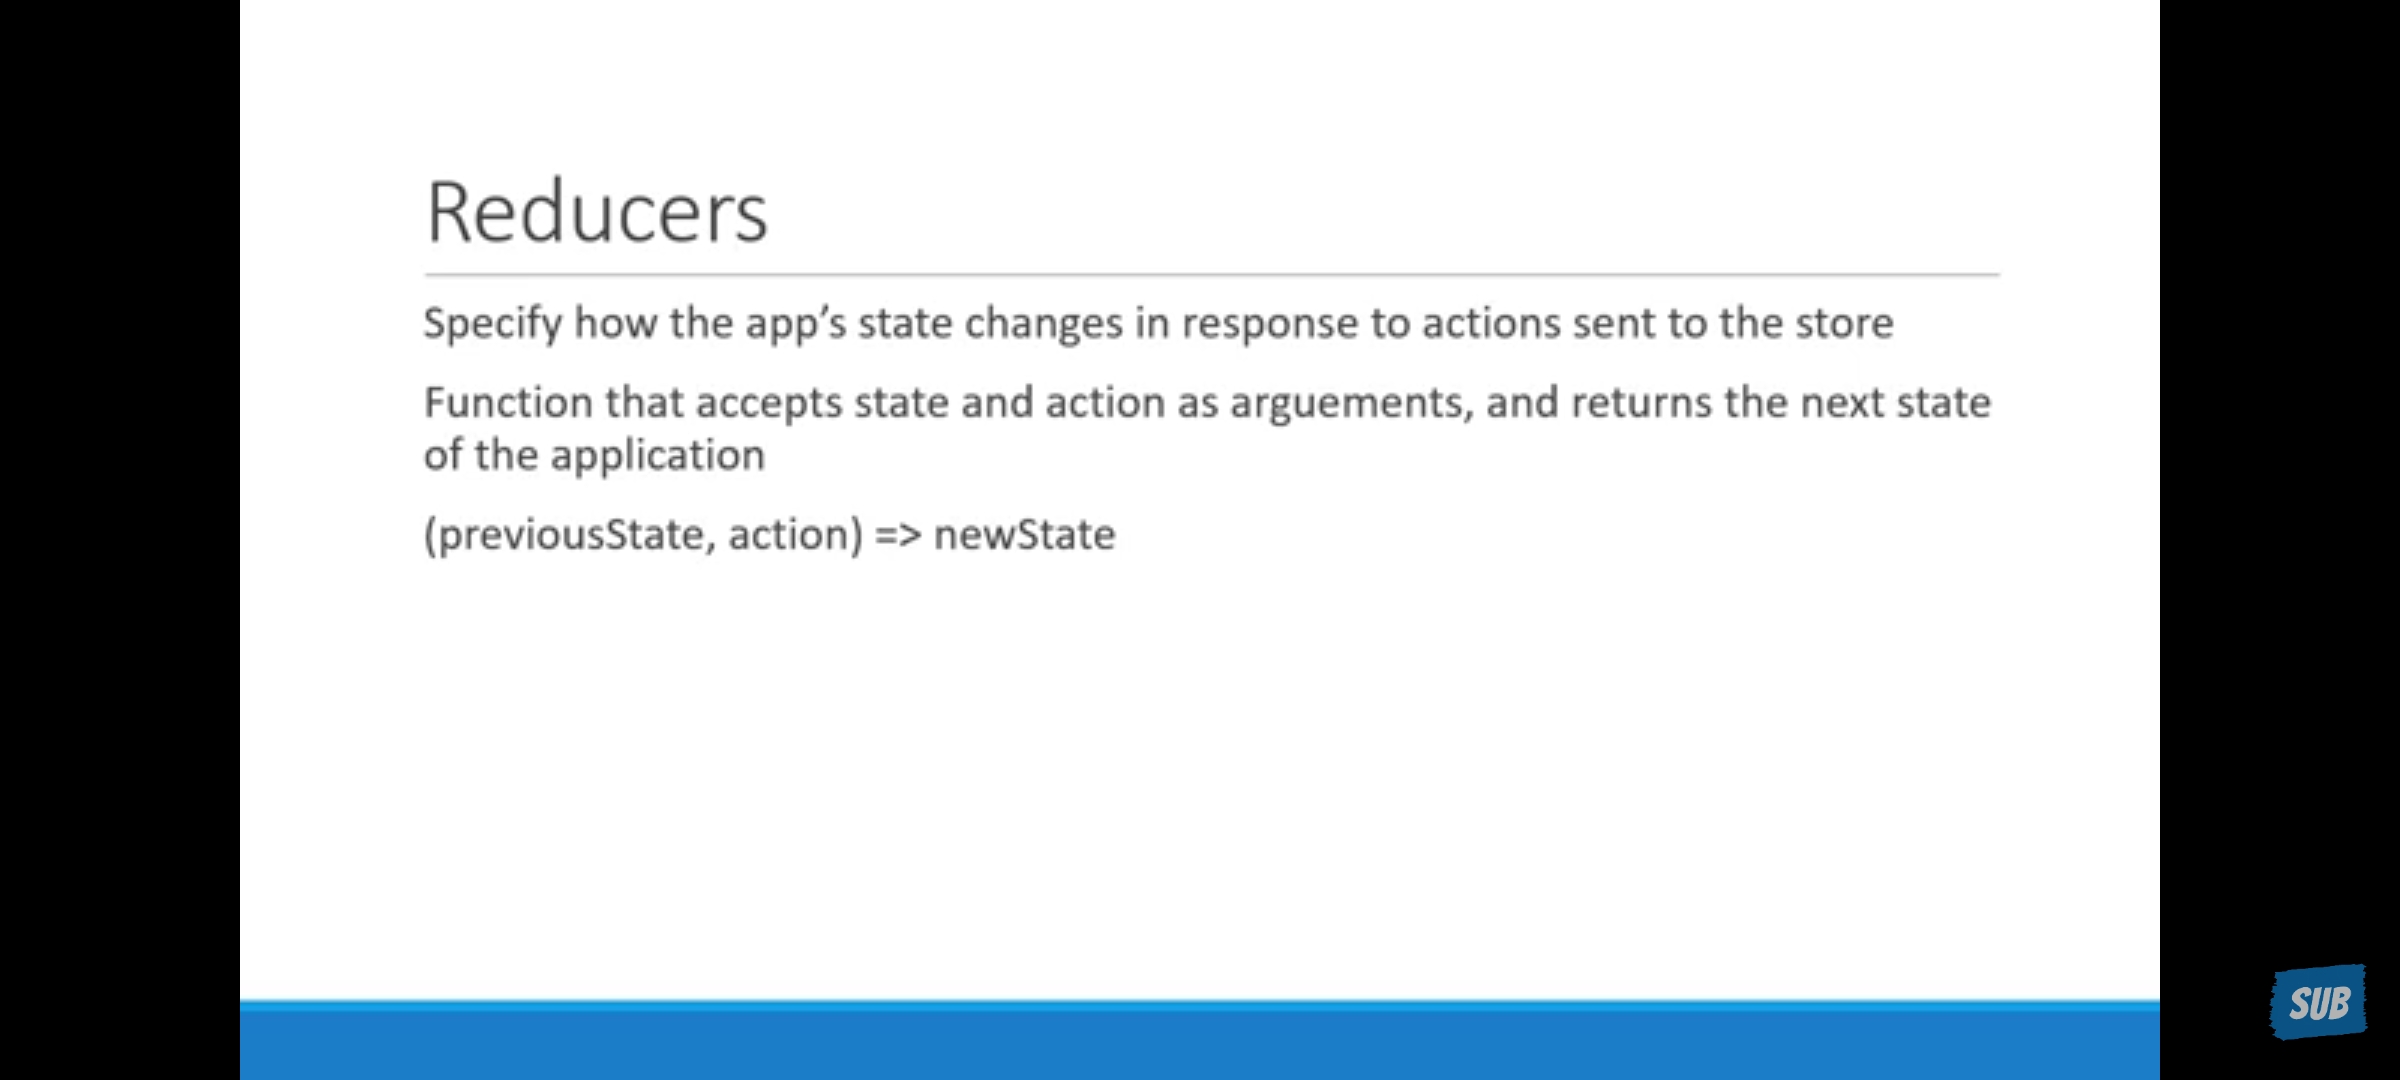 Reducers
Specify how the app’s state changes in response to actions sent to the store
Function that accepts state and action as arguements, and returns the next state
of the application
(previousState, action) => newState
SUB